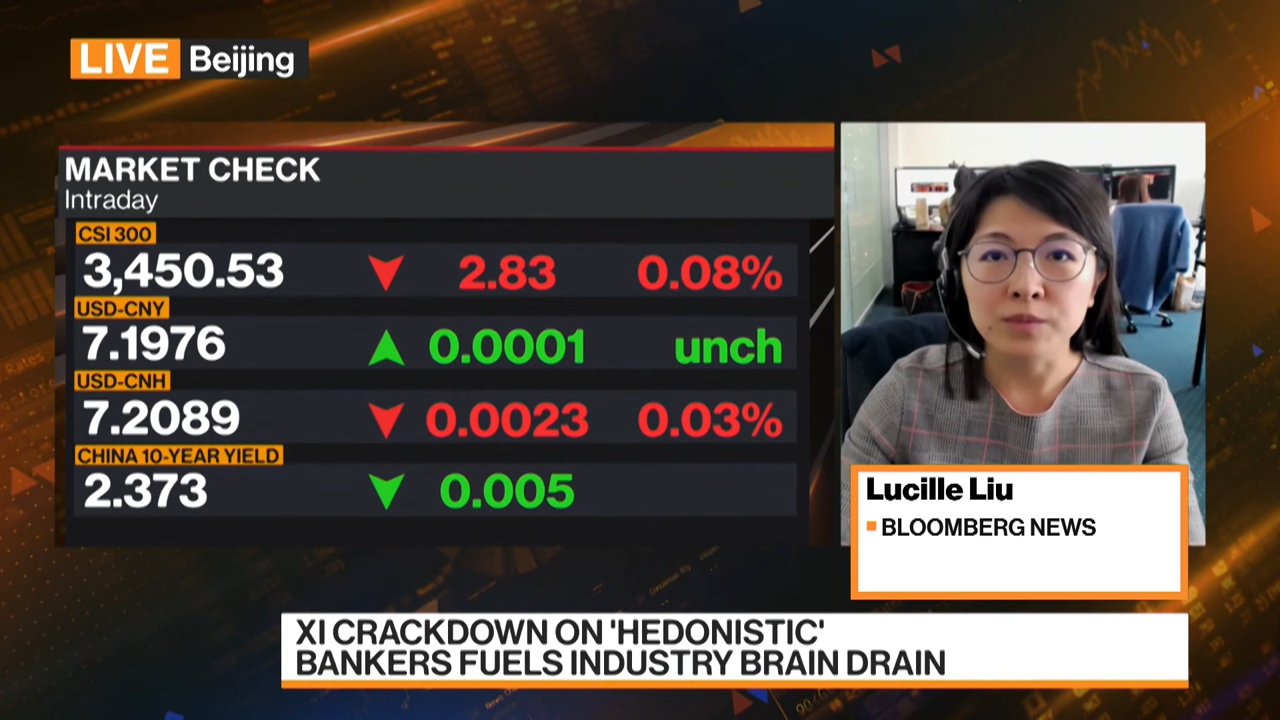 LIVE Beijing
MARKET CHECK
Intraday
CSI 300
3,450.53 ▼ 2.83 0.08%
USD-CNY
7.1976 ▲ 0.0001 unch
USD-CNH
7.2089 ▼ 0.0023 0.03%
CHINA 10-YEAR YIELD
2.373 ▼ 0.005
Lucille Liu
BLOOMBERG NEWS
XI CRACKDOWN ON 'HEDONISTIC'
BANKERS FUELS INDUSTRY BRAIN DRAIN